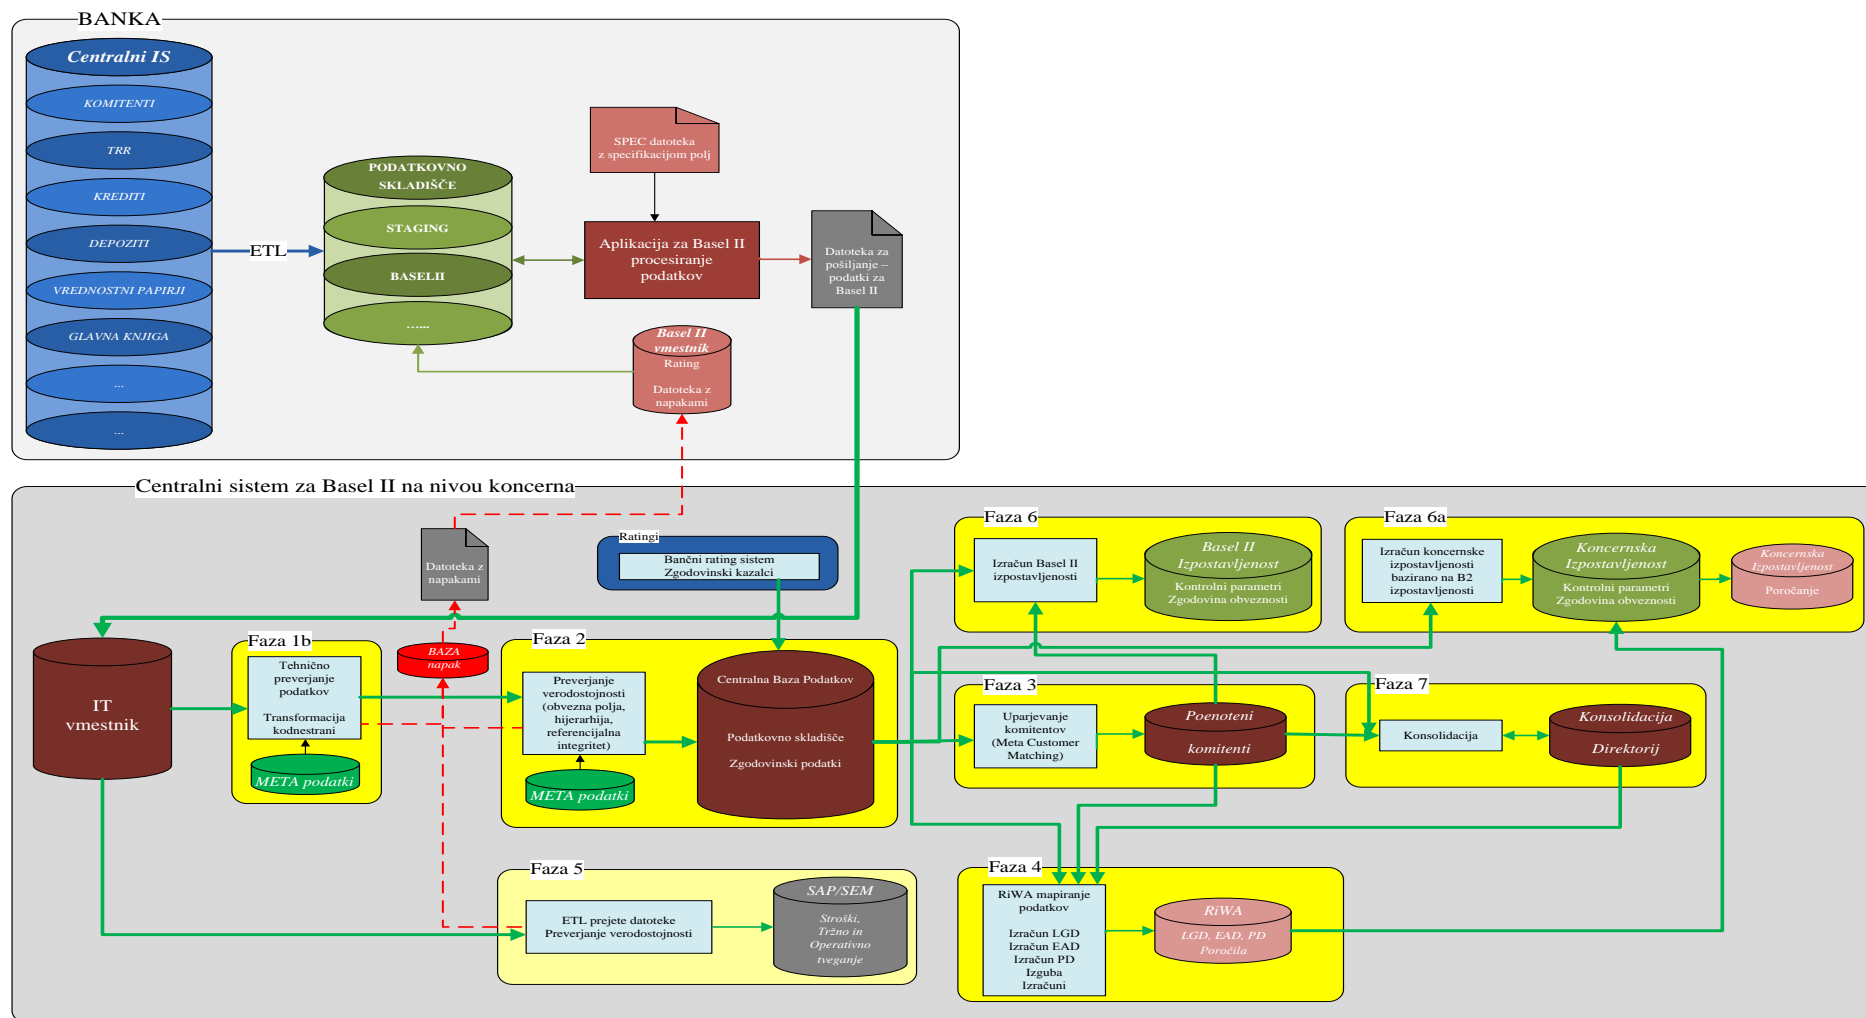 BANKA
Centralni IS
KOMITENTI
TRR
KREDITI
DEPOZITI
VREDNOSTNI PAPIRJI
GLAVNA KNJIGA
...
...
ETL
PODATKOVNO
SKLADIŠČE
STAGING
BASELII
…...
SPEC datoteka
z specifikacijom polj
Aplikacija za Basel II
procesiranje
podatkov
Datoteka za
pošiljanje –
podatki za
Basel II
Basel II
vmestnik
Rating
Datoteka z
napakami
Centralni sistem za Basel II na nivou koncerna
Datoteka z
napakami
Ratingi
Bančni rating sistem
Zgodovinski kazalci
IT
vmestnik
Faza 1b
Tehnično
preverjanje
podatkov
Transformacija
kodnestrani
META podatki
BAZA
napak
Faza 2
Preverjanje
verodostojnosti
(obvezna polja,
hijerarhija,
referencijalna
integritet)
META podatki
Centralna Baza Podatkov
Podatkovno skladišče
Zgodovinski podatki
Faza 6
Izračun Basel II
izpostavljenosti
Basel II
Izpostavljenost
Kontrolni parametri
Zgodovina obveznosti
Faza 6a
Izračun koncernske
izpostavljenosti
bazirano na B2
izpostavljenosti
Koncernska
Izpostavljenost
Kontrolni parametri
Zgodovina obveznosti
Koncernska
Izpostavljenost
Poročanje
Faza 3
Uparjevanje
komitentov
(Meta Customer
Matching)
Poenoteni
komitenti
Faza 7
Konsolidacija
Konsolidacija
Direktorij
Faza 5
ETL prejete datoteke
Preverjanje verodostojnosti
SAP/SEM
Stroški,
Tržno in
Operativno
tveganje
Faza 4
RiWA mapiranje
podatkov
Izračun LGD
Izračun EAD
Izračun PD
Izguba
Izračuni
RiWA
LGD, EAD, PD
Poročila